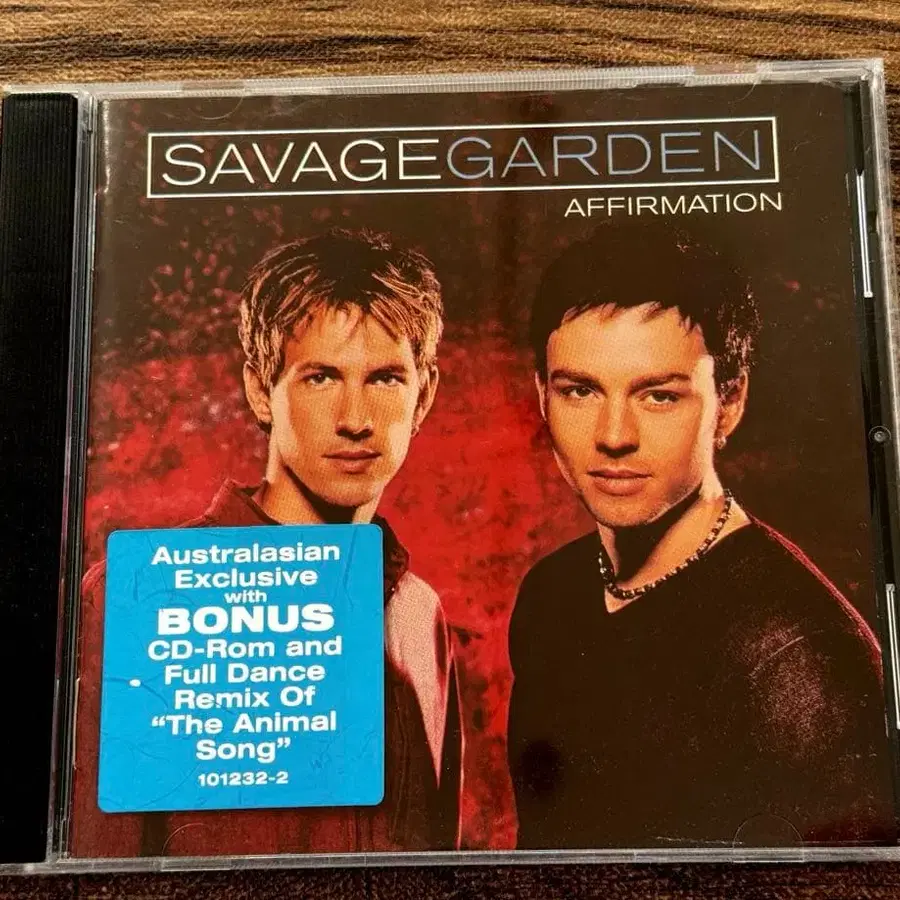 SAVAGEGARDEN
AFFIRMATION
Australasian
Exclusive
with
BONUS
CD-Rom and
Full Dance
Remix Of
“The Animal
Song”
101232-2